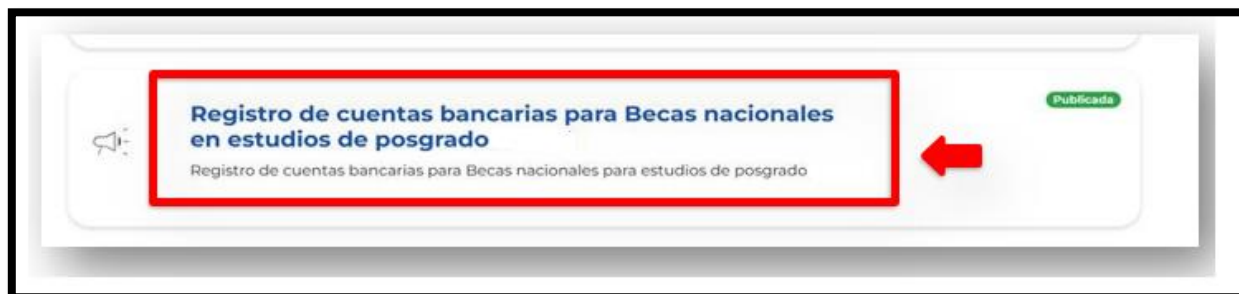 Registro de cuentas bancarias para Becas nacionales
en estudios de posgrado
Publicada
Registro de cuentas bancarias para Becas nacionales para estudios de posgrado